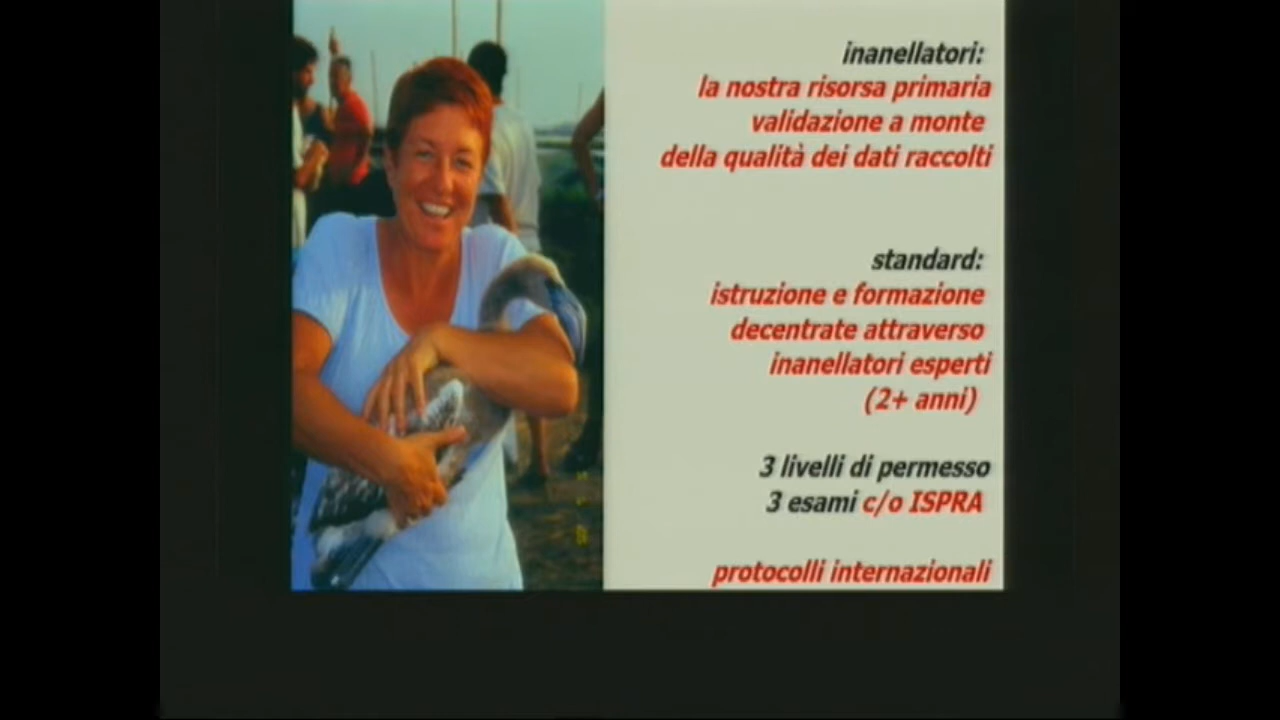 inanellatori:
la nostra risorsa primaria
validazione a monte
della qualità dei dati raccolti
standard:
istruzione e formazione
decentrate attraverso
inanellatori esperti
(2+ anni)
3 livelli di permesso
3 esami c/o ISPRA
protocolli internazionali